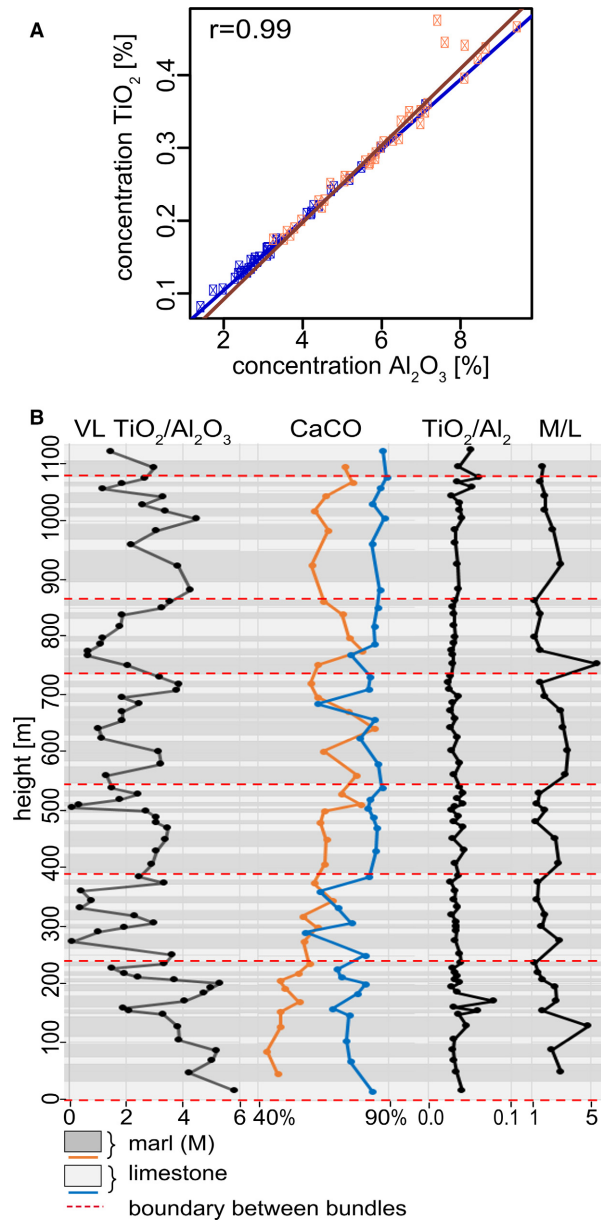 A
r=0.99
concentration TiO2 [%]
0.4
0.3
0.2
0.1
2 4 6 8
concentration Al2O3 [%]
B
VL TiO2/Al2O3 CaCO TiO2/Al2 M/L
height [m]
1100
1000
900
800
700
600
500
400
300
200
100
0
0 2 4 6 40% 90% 0.0 0.1 1 5
} marl (M)
} limestone
boundary between bundles